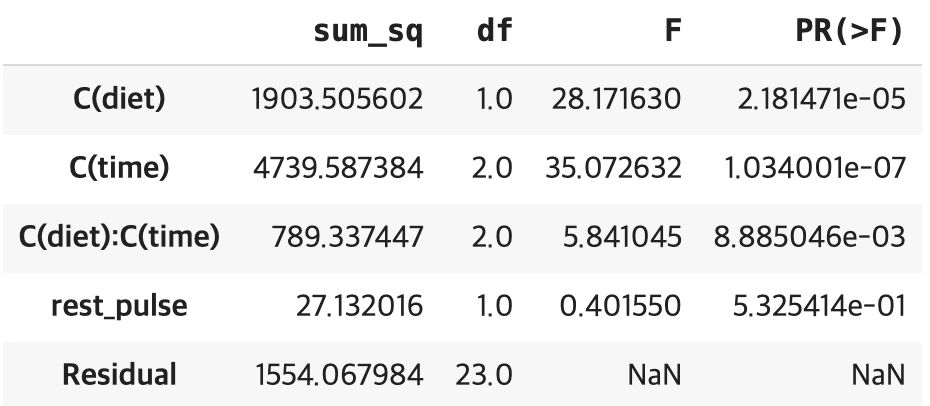 sum_sq df F PR(>F)
C(diet) 1903.505602 1.0 28.171630 2.181471e-05
C(time) 4739.587384 2.0 35.072632 1.034001e-07
C(diet):C(time) 789.337447 2.0 5.841045 8.885046e-03
rest_pulse 27.132016 1.0 0.401550 5.325414e-01
Residual 1554.067984 23.0 NaN NaN